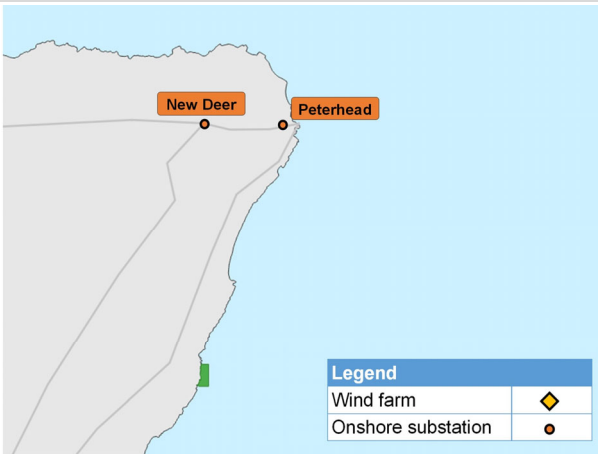 New Deer
Peterhead
Legend
Wind farm
Onshore substation